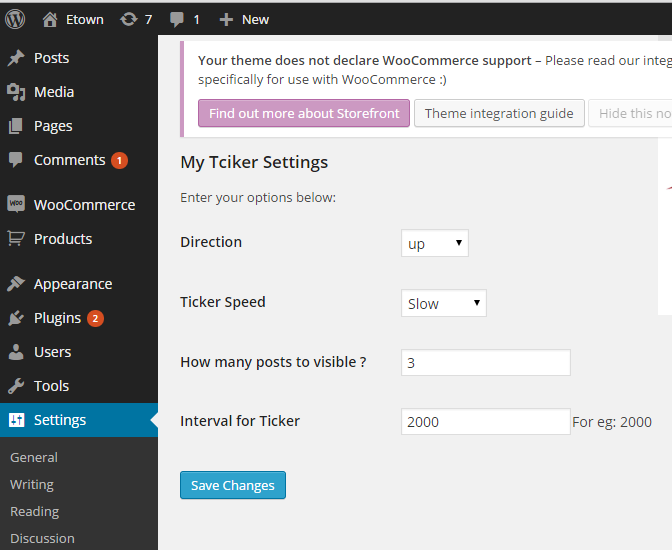 Etown 7 1 + New
Posts
Media
Pages
Comments 1
WooCommerce
Products
Appearance
Plugins 2
Users
Tools
Settings
General
Writing
Reading
Discussion
Your theme does not declare WooCommerce support – Please read our integ
specifically for use with WooCommerce :)
Find out more about Storefront Theme integration guide Hide this no
My Tciker Settings
Enter your options below:
Direction up
Ticker Speed Slow
How many posts to visible ? 3
Interval for Ticker 2000 For eg: 2000
Save Changes